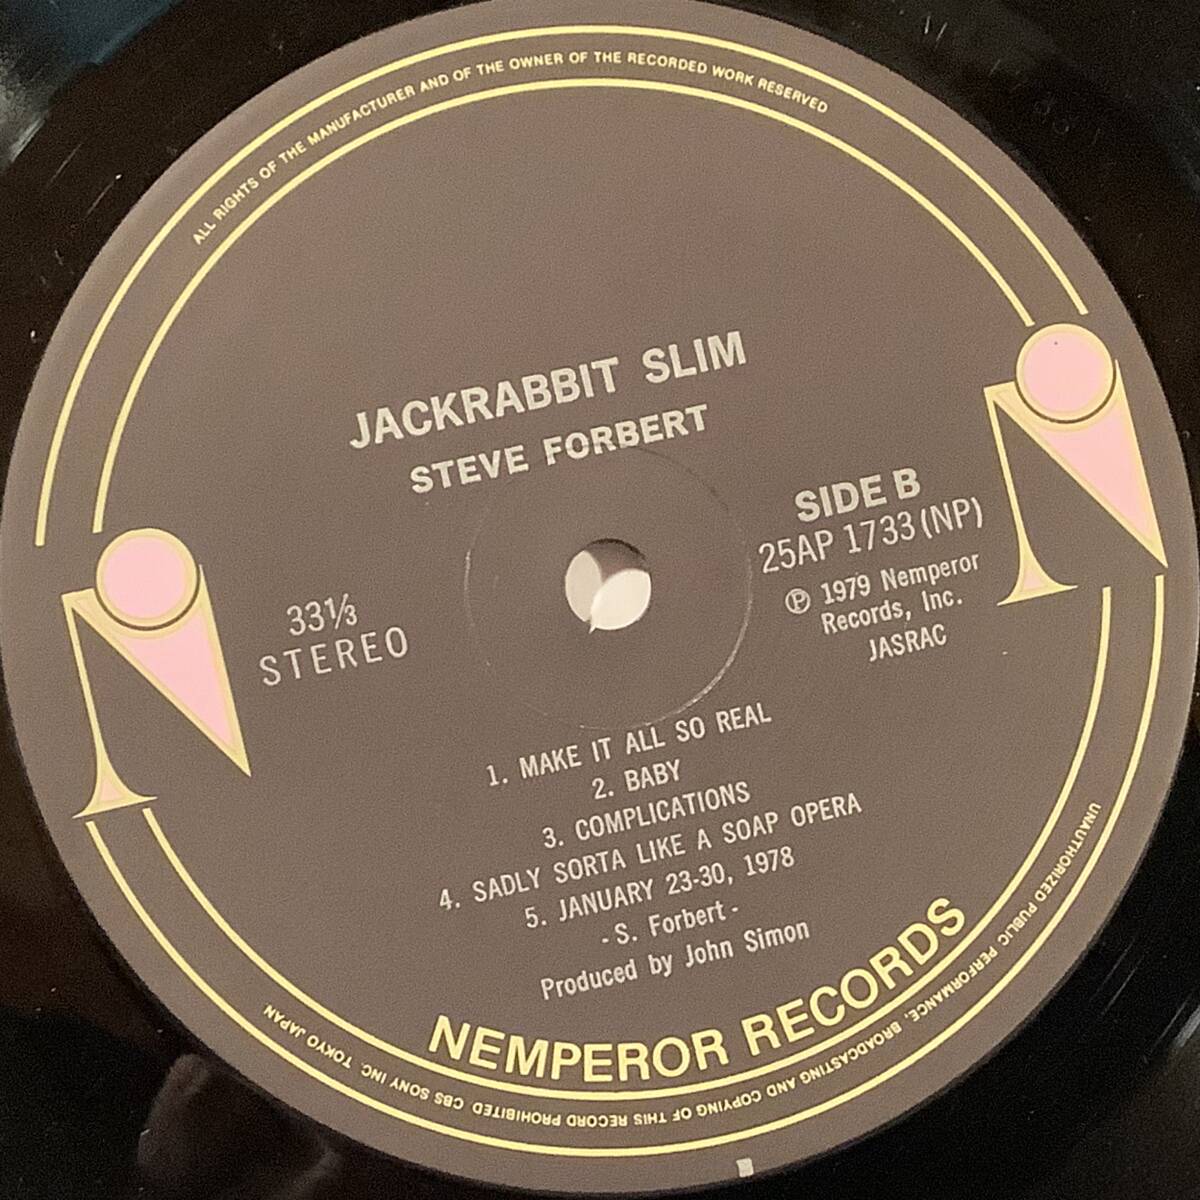 ALL RIGHTS OF THE MANUFACTURER AND OF THE OWNER OF THE RECORDED WORK RESERVED
JACKRABBIT SLIM
STEVE FORBERT
SIDE B
25AP 1733(NP)
℗ 1979 Nemperor
Records, Inc.
JASRAC
33⅓
STEREO
1. MAKE IT ALL SO REAL
2. BABY
3. COMPLICATIONS
4. SADLY SORTA LIKE A SOAP OPERA
5. JANUARY 23-30, 1978
- S. Forbert -
Produced by John Simon
NEMPEROR RECORDS
UNAUTHORIZED PUBLIC PERFORMANCE, BROADCASTING AND COPYING OF THIS RECORD PROHIBITED CBS SONY INC. TOKYO JAPAN.